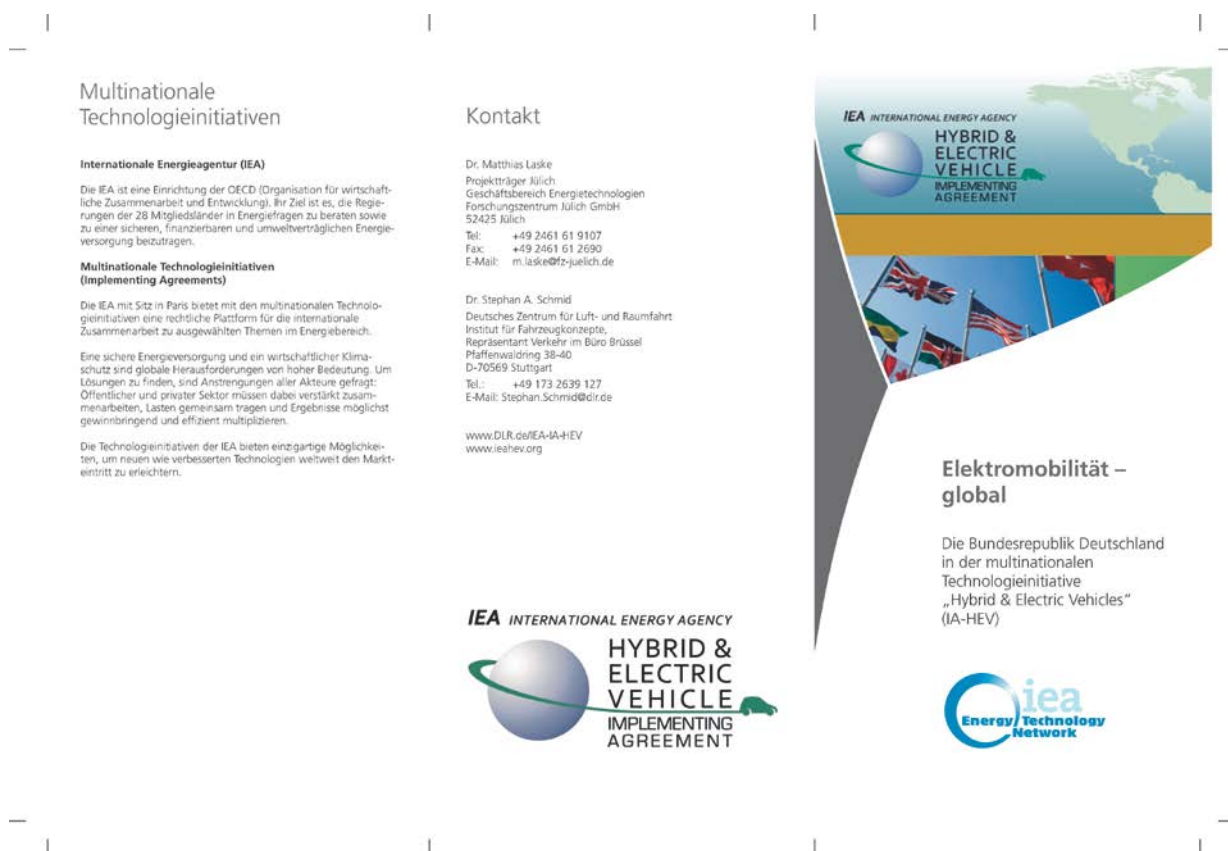 Multinationale
Technologieinitiativen
Internationale Energieagentur (IEA)
Die IEA ist eine Einrichtung der OECD (Organisation für wirtschaft-
liche Zusammenarbeit und Entwicklung). Ihr Ziel ist es, die Regie-
rungen der 28 Mitgliedsländer in Energiefragen zu beraten sowie
zu einer sicheren, finanzierbaren und umweltverträglichen Energie-
versorgung beizutragen.
Multinationale Technologieinitiativen
(Implementing Agreements)
Die IEA mit Sitz in Paris bietet mit den multinationalen Technolo-
gieinitiativen eine rechtliche Plattform für die internationale
Zusammenarbeit zu ausgewählten Themen im Energiebereich.
Eine sichere Energieversorgung und ein wirtschaftlicher Klima-
schutz sind globale Herausforderungen von hoher Bedeutung. Um
Lösungen zu finden, sind Anstrengungen aller Akteure gefragt:
Öffentlicher und privater Sektor müssen dabei verstärkt zusam-
menarbeiten, Lasten gemeinsam tragen und Ergebnisse möglichst
gewinnbringend und effizient multiplizieren.
Die Technologieinitiativen der IEA bieten einzigartige Möglichkei-
ten, um neuen wie verbesserten Technologien weltweit den Markt-
eintritt zu erleichtern.
Kontakt
Dr. Matthias Laske
Projektträger Jülich
Geschäftsbereich Energietechnologien
Forschungszentrum Jülich GmbH
52425 Jülich
Tel: +49 2461 61 9107
Fax: +49 2461 61 2690
E-Mail: m.laske@fz-juelich.de
Dr. Stephan A. Schmid
Deutsches Zentrum für Luft- und Raumfahrt
Institut für Fahrzeugkonzepte,
Repräsentant Verkehr im Büro Brüssel
Pfaffenwaldring 38-40
D-70569 Stuttgart
Tel.: +49 173 2639 127
E-Mail: Stephan.Schmid@dlr.de
www.DLR.de/IEA-IA-HEV
www.ieahev.org
IEA INTERNATIONAL ENERGY AGENCY
HYBRID &
ELECTRIC
VEHICLE
IMPLEMENTING
AGREEMENT
IEA INTERNATIONAL ENERGY AGENCY
HYBRID &
ELECTRIC
VEHICLE
IMPLEMENTING
AGREEMENT
Elektromobilität –
global
Die Bundesrepublik Deutschland
in der multinationalen
Technologieinitiative
„Hybrid & Electric Vehicles“
(IA-HEV)
iea
Energy Technology
Network